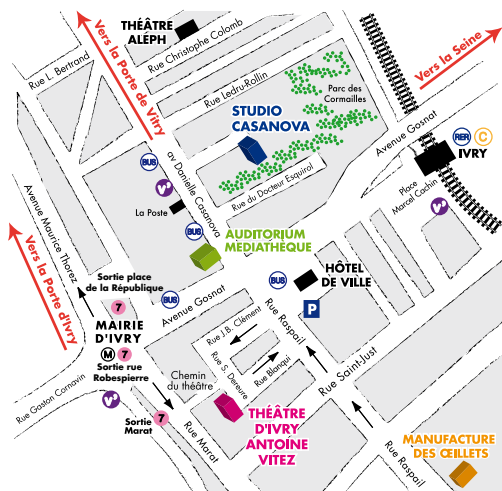 THÉÂTRE
ALÉPH
Rue Christophe Colomb
Rue L. Bertrand
Vers la Porte de Vitry
Vers la Seine
Rue Ledru-Rollin
Parc des
Cormailles
STUDIO
CASANOVA
Avenue Gosnat
RER C
IVRY
BUS
av Danielle Casanova
V
La Poste
Rue du Docteur Esquirol
Place
Marcel Cachin
V
Avenue Maurice Thorez
BUS
AUDITORIUM
MEDIATHÈQUE
Vers la Porte d'Ivry
Sortie place
de la République
7
BUS
Avenue Gosnat
BUS
HÔTEL
DE VILLE
P
MAIRIE
D'IVRY
M 7
Sortie rue
Robespierre
Rue J.B. Clément
Rue Raspail
Rue S. Dereure
Rue Blanqui
Rue Saint-Just
Chemin
du théâtre
Rue Gaston Cornavin
V
Sortie
Marat
7
Rue Marat
THÉÂTRE
D'IVRY
ANTOINE
VITEZ
Rue Raspail
MANUFACTURE
DES ŒILLETS